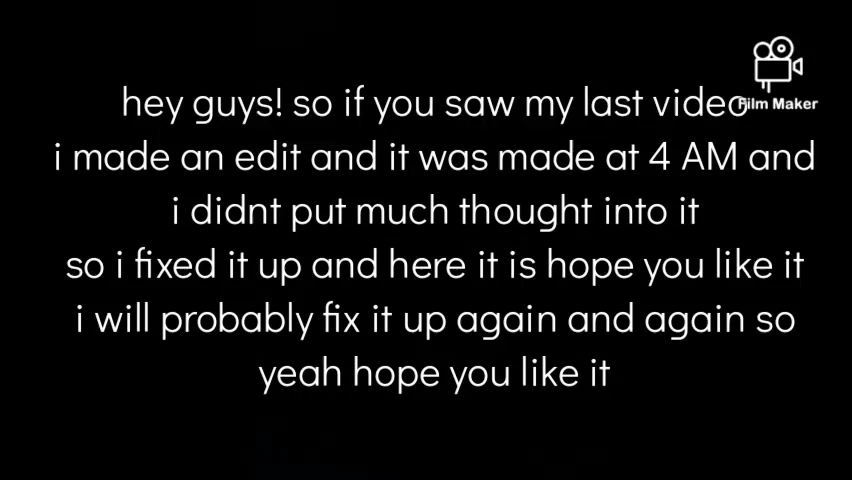 hey guys! so if you saw my last video
Film Maker
i made an edit and it was made at 4 AM and
i didnt put much thought into it
so i fixed it up and here it is hope you like it
i will probably fix it up again and again so
yeah hope you like it